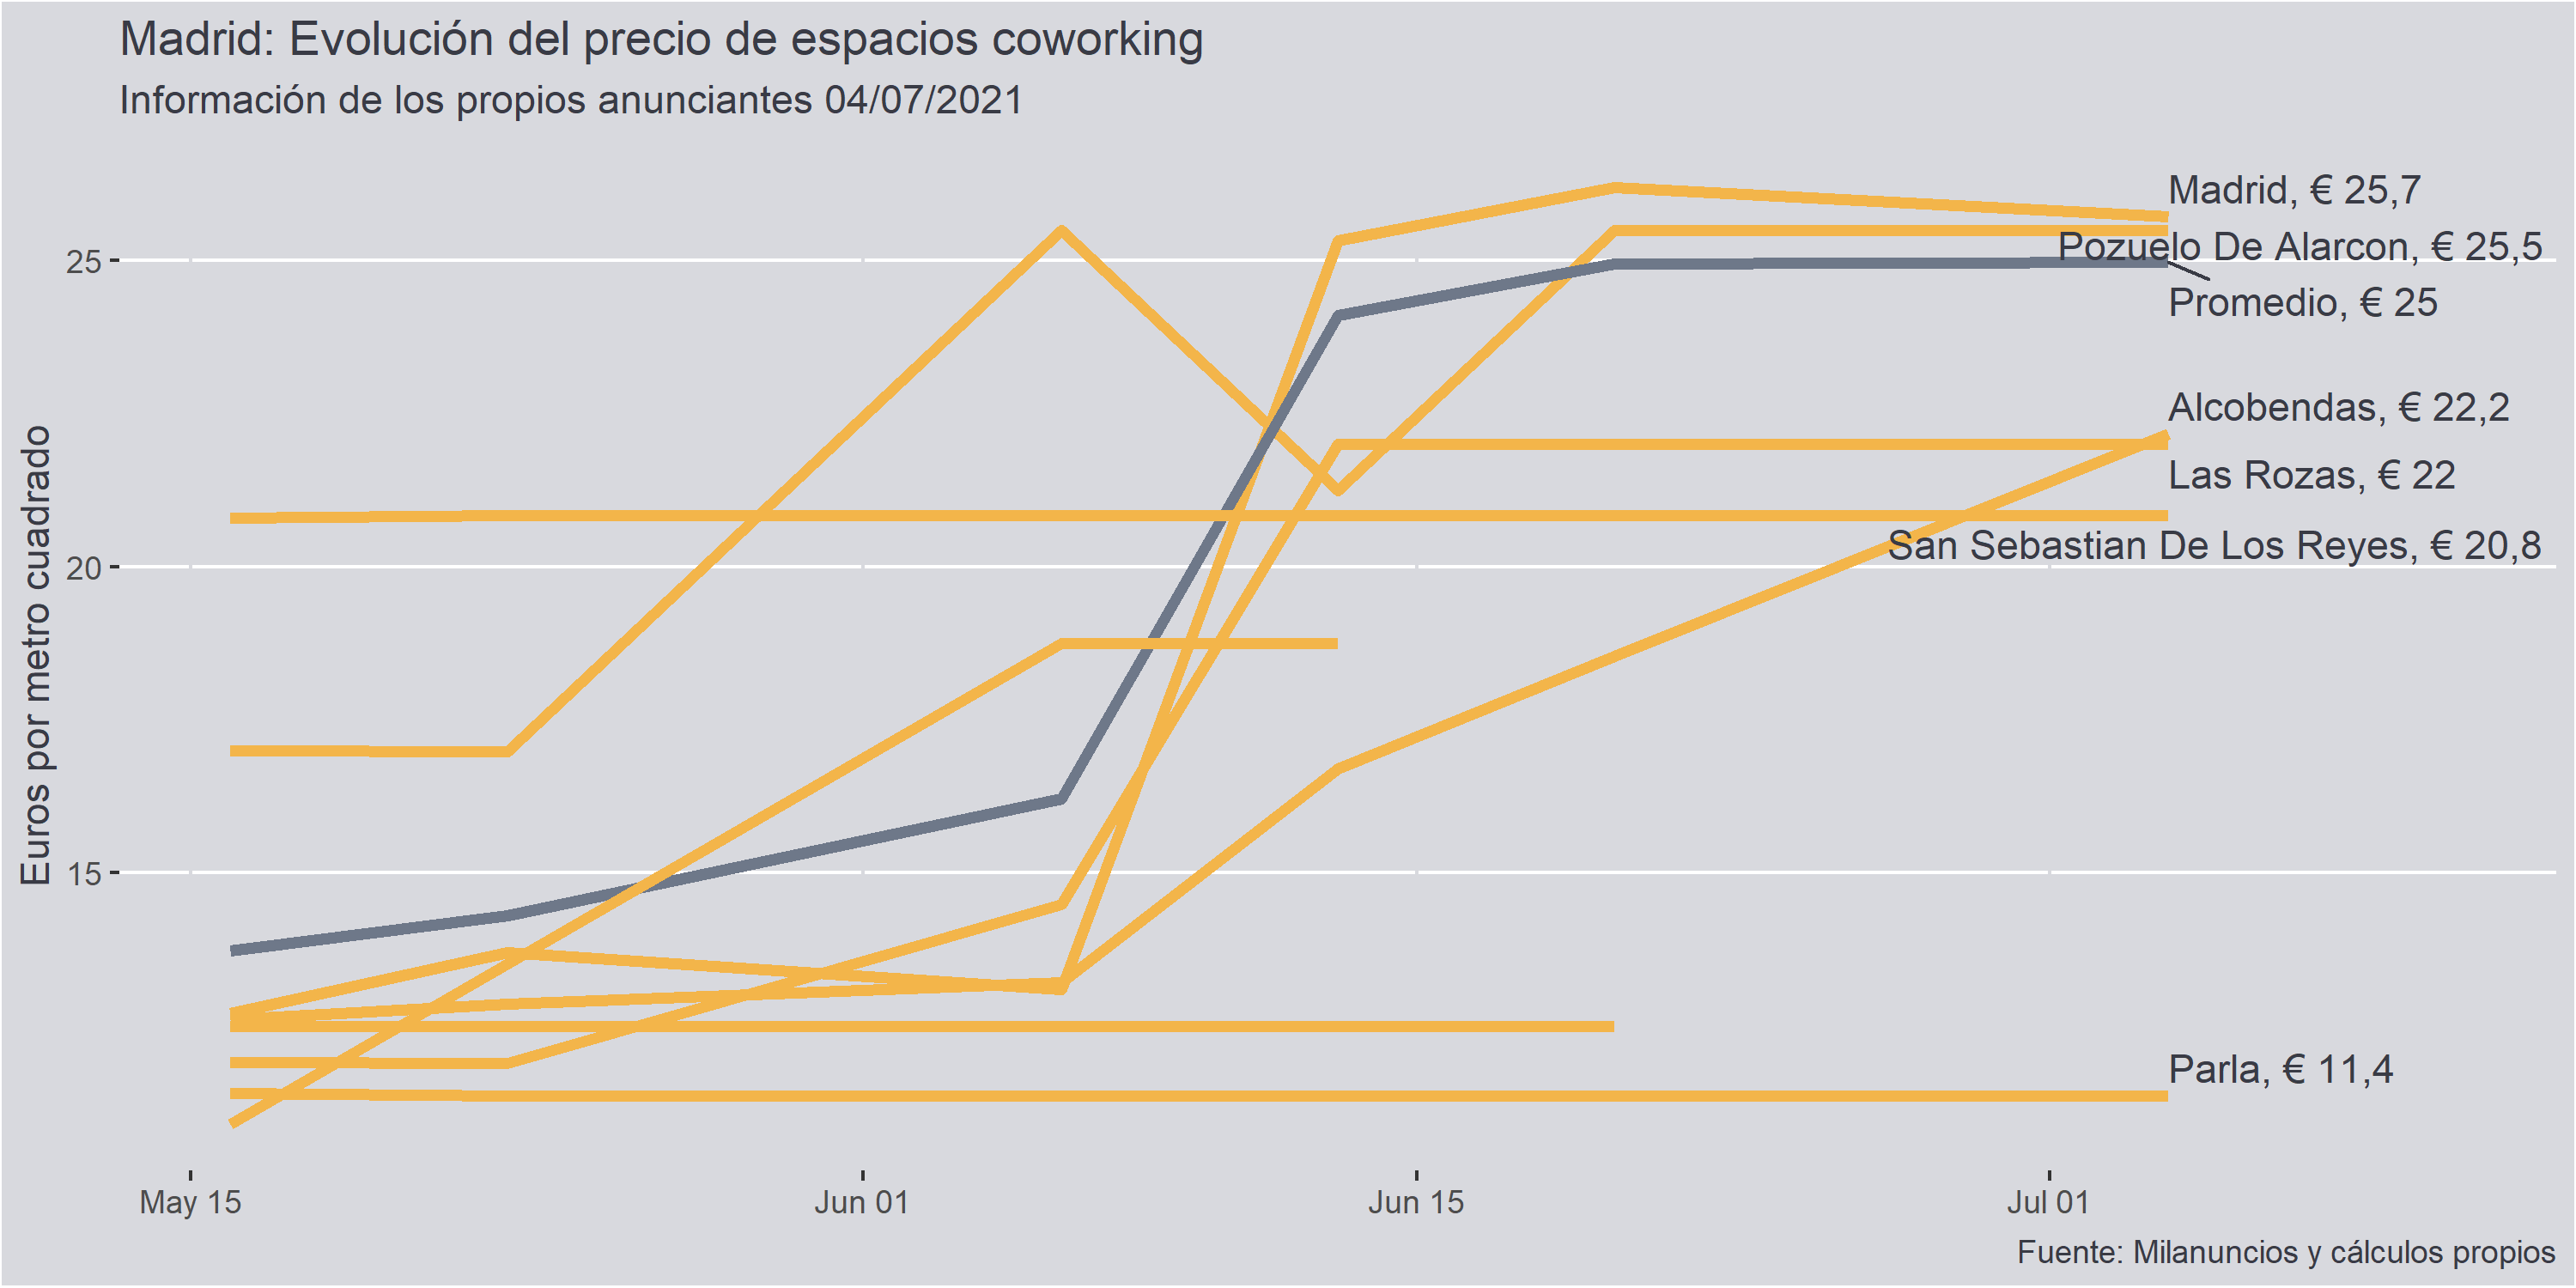 Madrid: Evolución del precio de espacios coworking
Información de los propios anunciantes 04/07/2021
Euros por metro cuadrado
25
20
15
Madrid, € 25,7
Pozuelo De Alarcon, € 25,5
Promedio, € 25
Alcobendas, € 22,2
Las Rozas, € 22
San Sebastian De Los Reyes, € 20,8
Parla, € 11,4
May 15
Jun 01
Jun 15
Jul 01
Fuente: Milanuncios y cálculos propios